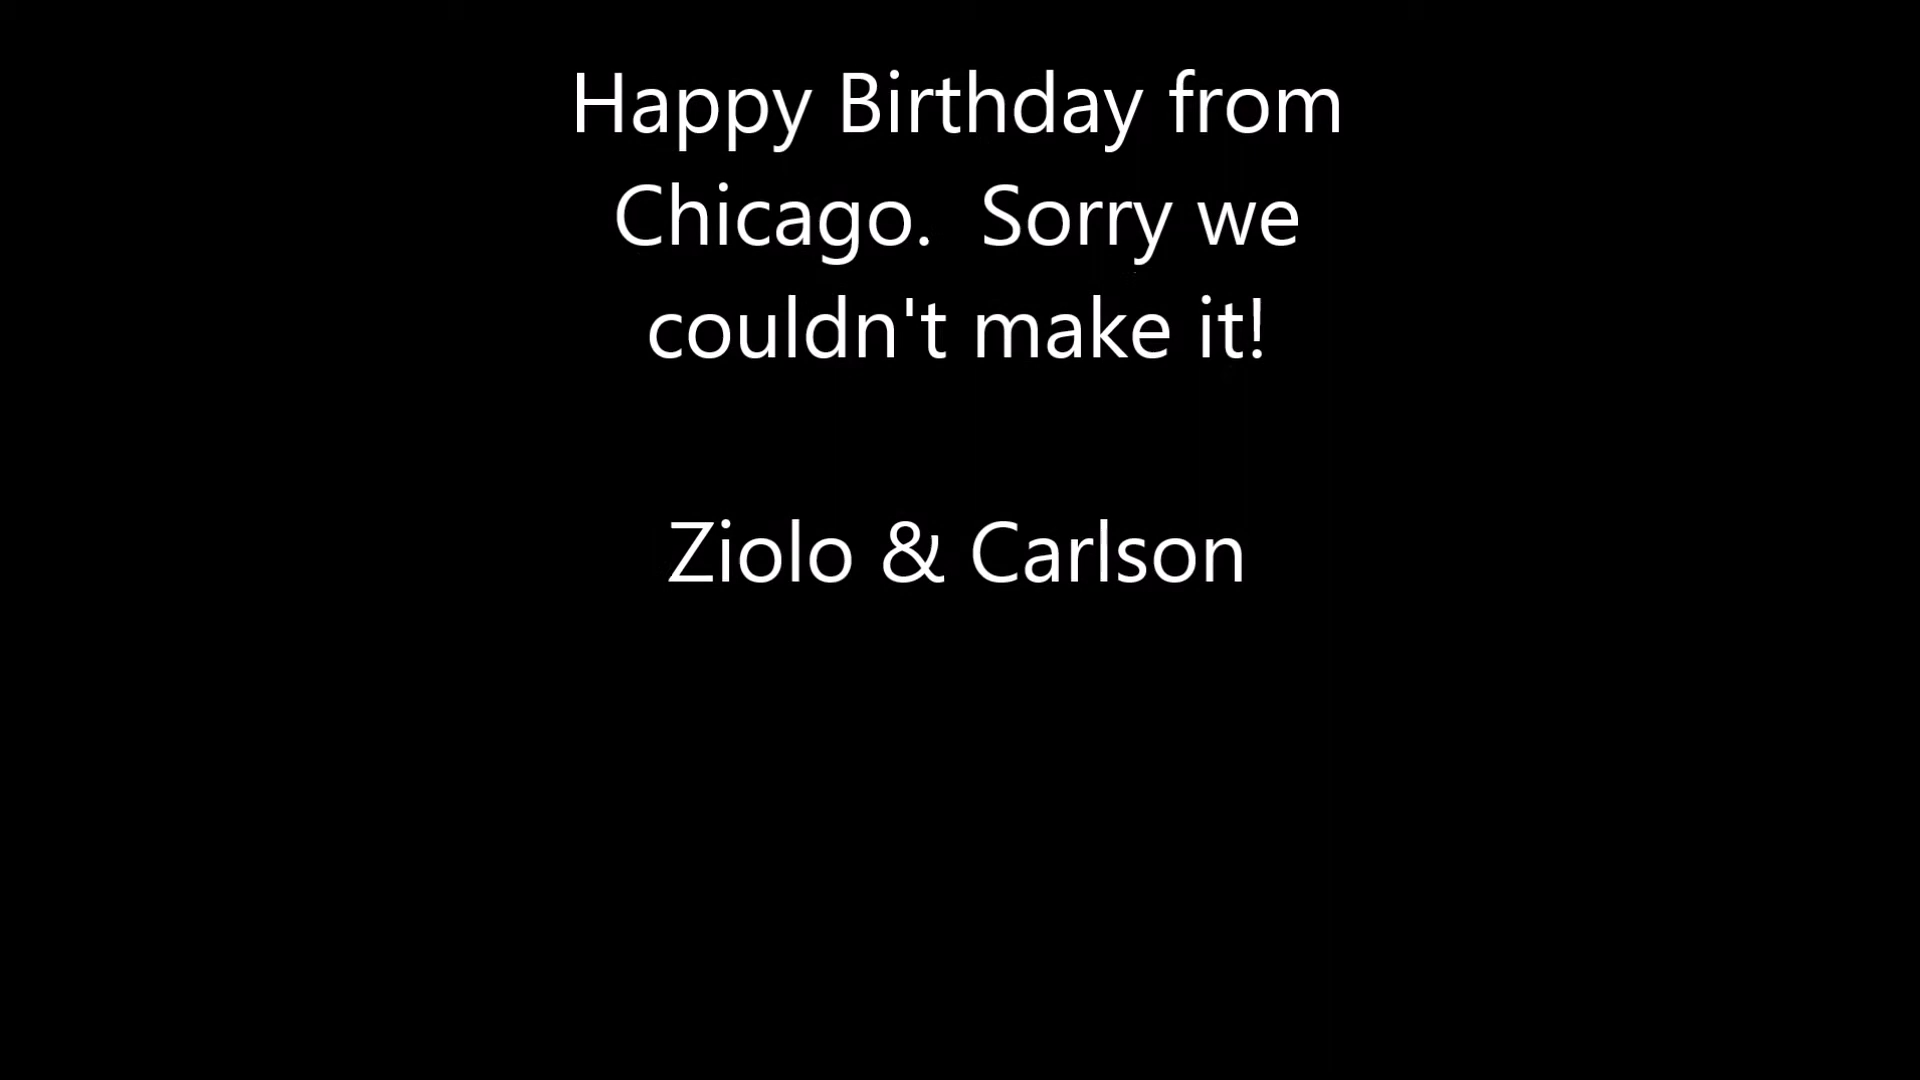 Happy Birthday from
Chicago.  Sorry we
couldn't make it!
Ziolo & Carlson